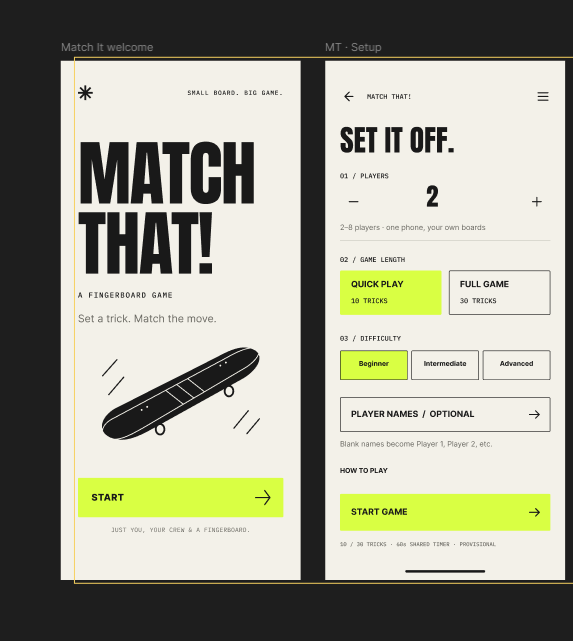 Match It welcome
SMALL BOARD. BIG GAME.
MATCH
THAT!
A FINGERBOARD GAME
Set a trick. Match the move.
START
JUST YOU, YOUR CREW & A FINGERBOARD.
MT · Setup
MATCH THAT!
SET IT OFF.
01 / PLAYERS
2
2–8 players · one phone, your own boards
02 / GAME LENGTH
QUICK PLAY
10 TRICKS
FULL GAME
30 TRICKS
03 / DIFFICULTY
Beginner
Intermediate
Advanced
PLAYER NAMES / OPTIONAL
Blank names become Player 1, Player 2, etc.
HOW TO PLAY
START GAME
10 / 30 TRICKS · 60s SHARED TIMER · PROVISIONAL